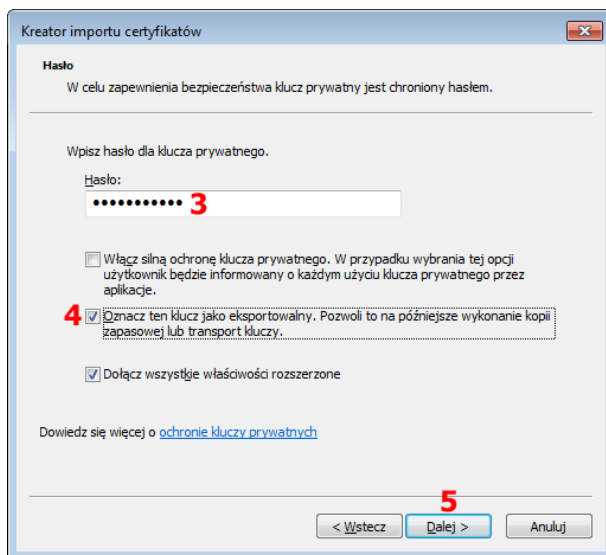 Kreator importu certyfikatów
Hasło
W celu zapewnienia bezpieczeństwa klucz prywatny jest chroniony hasłem.
Wpisz hasło dla klucza prywatnego.
Hasło:
••••••••••• 3
Włącz silną ochronę klucza prywatnego. W przypadku wybrania tej opcji
użytkownik będzie informowany o każdym użyciu klucza prywatnego przez
aplikacje.
4 Oznacz ten klucz jako eksportowalny. Pozwoli to na późniejsze wykonanie kopii
zapasowej lub transport kluczy.
Dołącz wszystkie właściwości rozszerzone
Dowiedz się więcej o ochronie kluczy prywatnych
5
< Wstecz Dalej > Anuluj